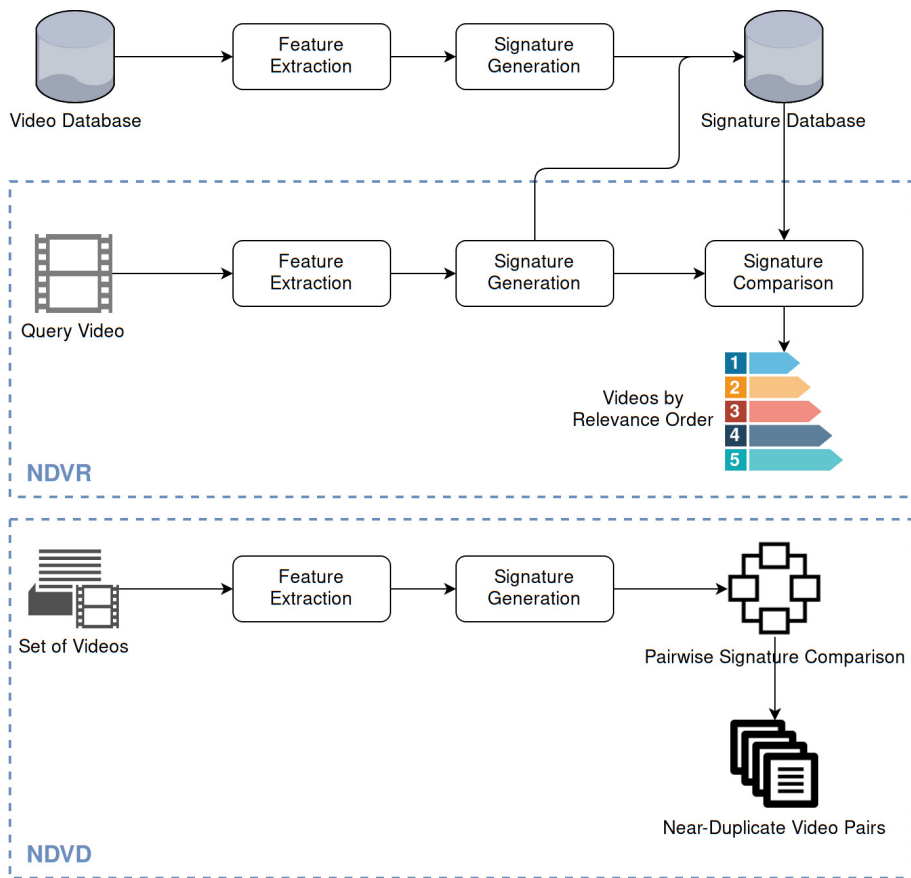 Feature
Extraction
Signature
Generation
Video Database
Signature Database
Feature
Extraction
Signature
Generation
Signature
Comparison
Query Video
1
2
3
4
5
Videos by
Relevance Order
NDVR
Feature
Extraction
Signature
Generation
Set of Videos
Pairwise Signature Comparison
Near-Duplicate Video Pairs
NDVD